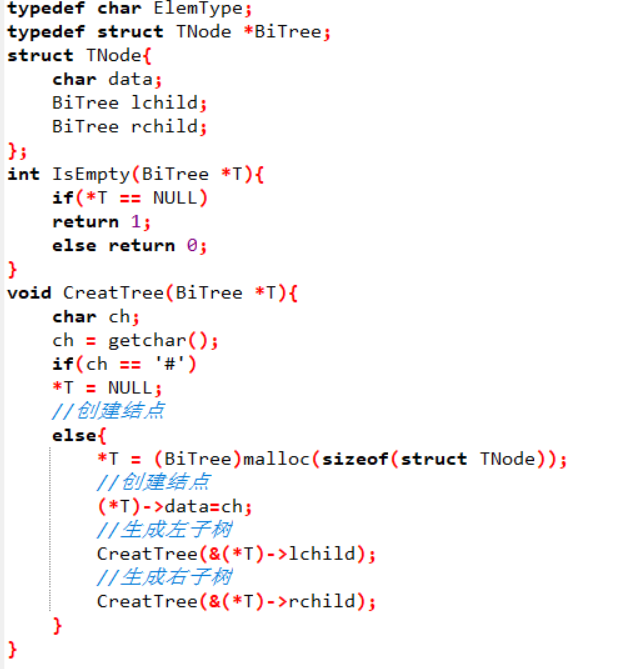 typedef char ElemType;
typedef struct TNode *BiTree;
struct TNode{
    char data;
    BiTree lchild;
    BiTree rchild;
};
int IsEmpty(BiTree *T){
    if(*T == NULL)
    return 1;
    else return 0;
}
void CreatTree(BiTree *T){
    char ch;
    ch = getchar();
    if(ch == '#')
    *T = NULL;
    //创建结点
    else{
        *T = (BiTree)malloc(sizeof(struct TNode));
        //创建结点
        (*T)->data=ch;
        //生成左子树
        CreatTree(&(*T)->lchild);
        //生成右子树
        CreatTree(&(*T)->rchild);
    }
}